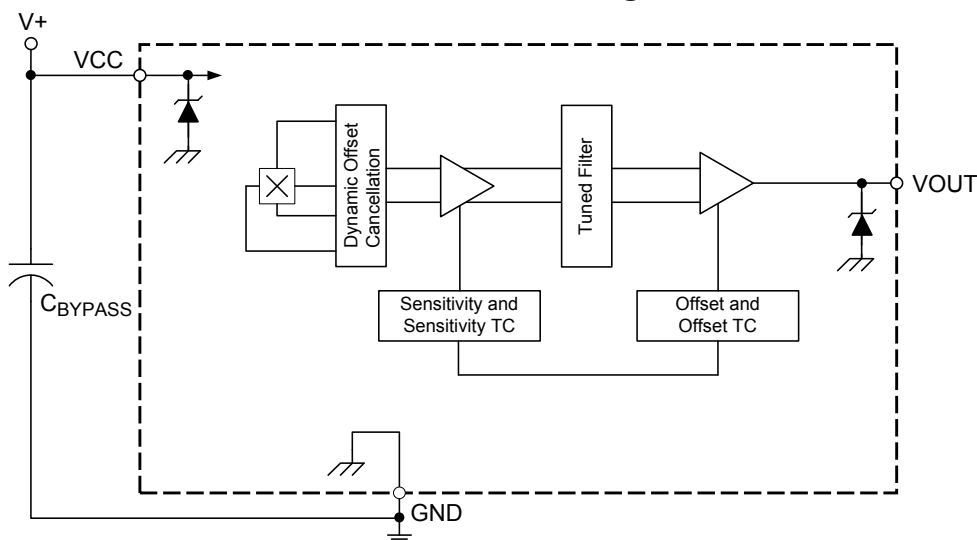 V+
VCC
Dynamic Offset
Cancellation
Tuned Filter
VOUT
CBYPASS
Sensitivity and
Sensitivity TC
Offset and
Offset TC
GND